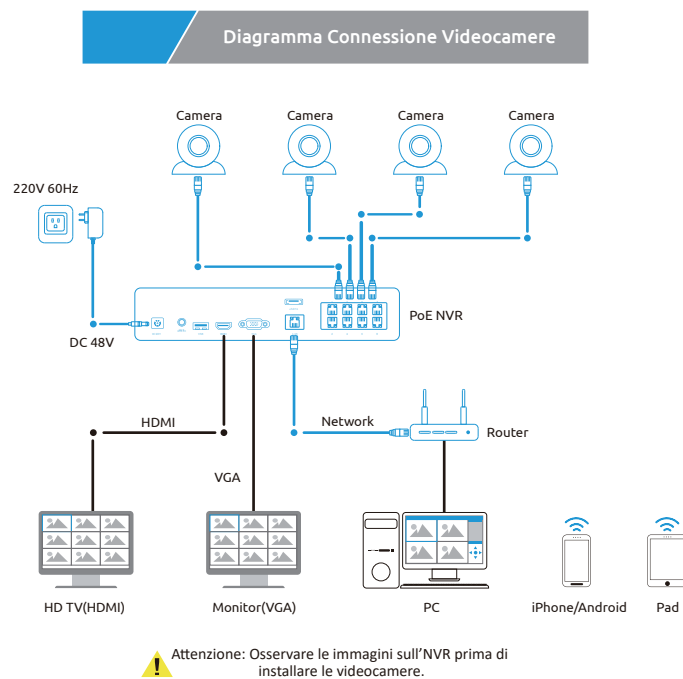 Diagramma Connessione Videocamere
Camera
Camera
Camera
Camera
220V 60Hz
PoE NVR
DC 48V
HDMI
Network
Router
VGA
HD TV(HDMI)
Monitor(VGA)
PC
iPhone/Android
Pad
Attenzione: Osservare le immagini sull'NVR prima di
installare le videocamere.